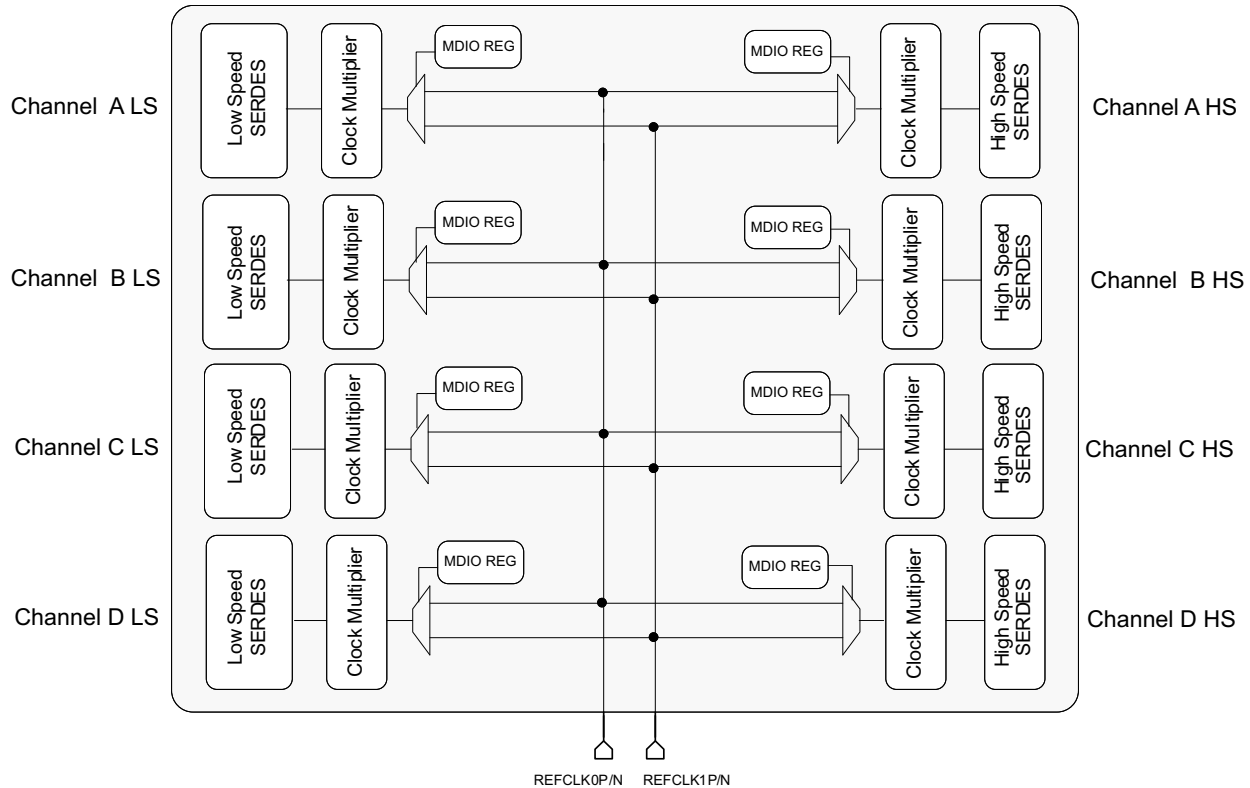 MDIO REG
MDIO REG
Channel A LS
Low Speed
SERDES
Clock Multiplier
Clock Multiplier
High Speed
SERDES
Channel A HS
MDIO REG
MDIO REG
Channel B LS
Low Speed
SERDES
Clock Multiplier
Clock Multiplier
High Speed
SERDES
Channel B HS
MDIO REG
MDIO REG
Channel C LS
Low Speed
SERDES
Clock Multiplier
Clock Multiplier
High Speed
SERDES
Channel C HS
MDIO REG
MDIO REG
Channel D LS
Low Speed
SERDES
Clock Multiplier
Clock Multiplier
High Speed
SERDES
Channel D HS
REFCLK0P/N
REFCLK1P/N